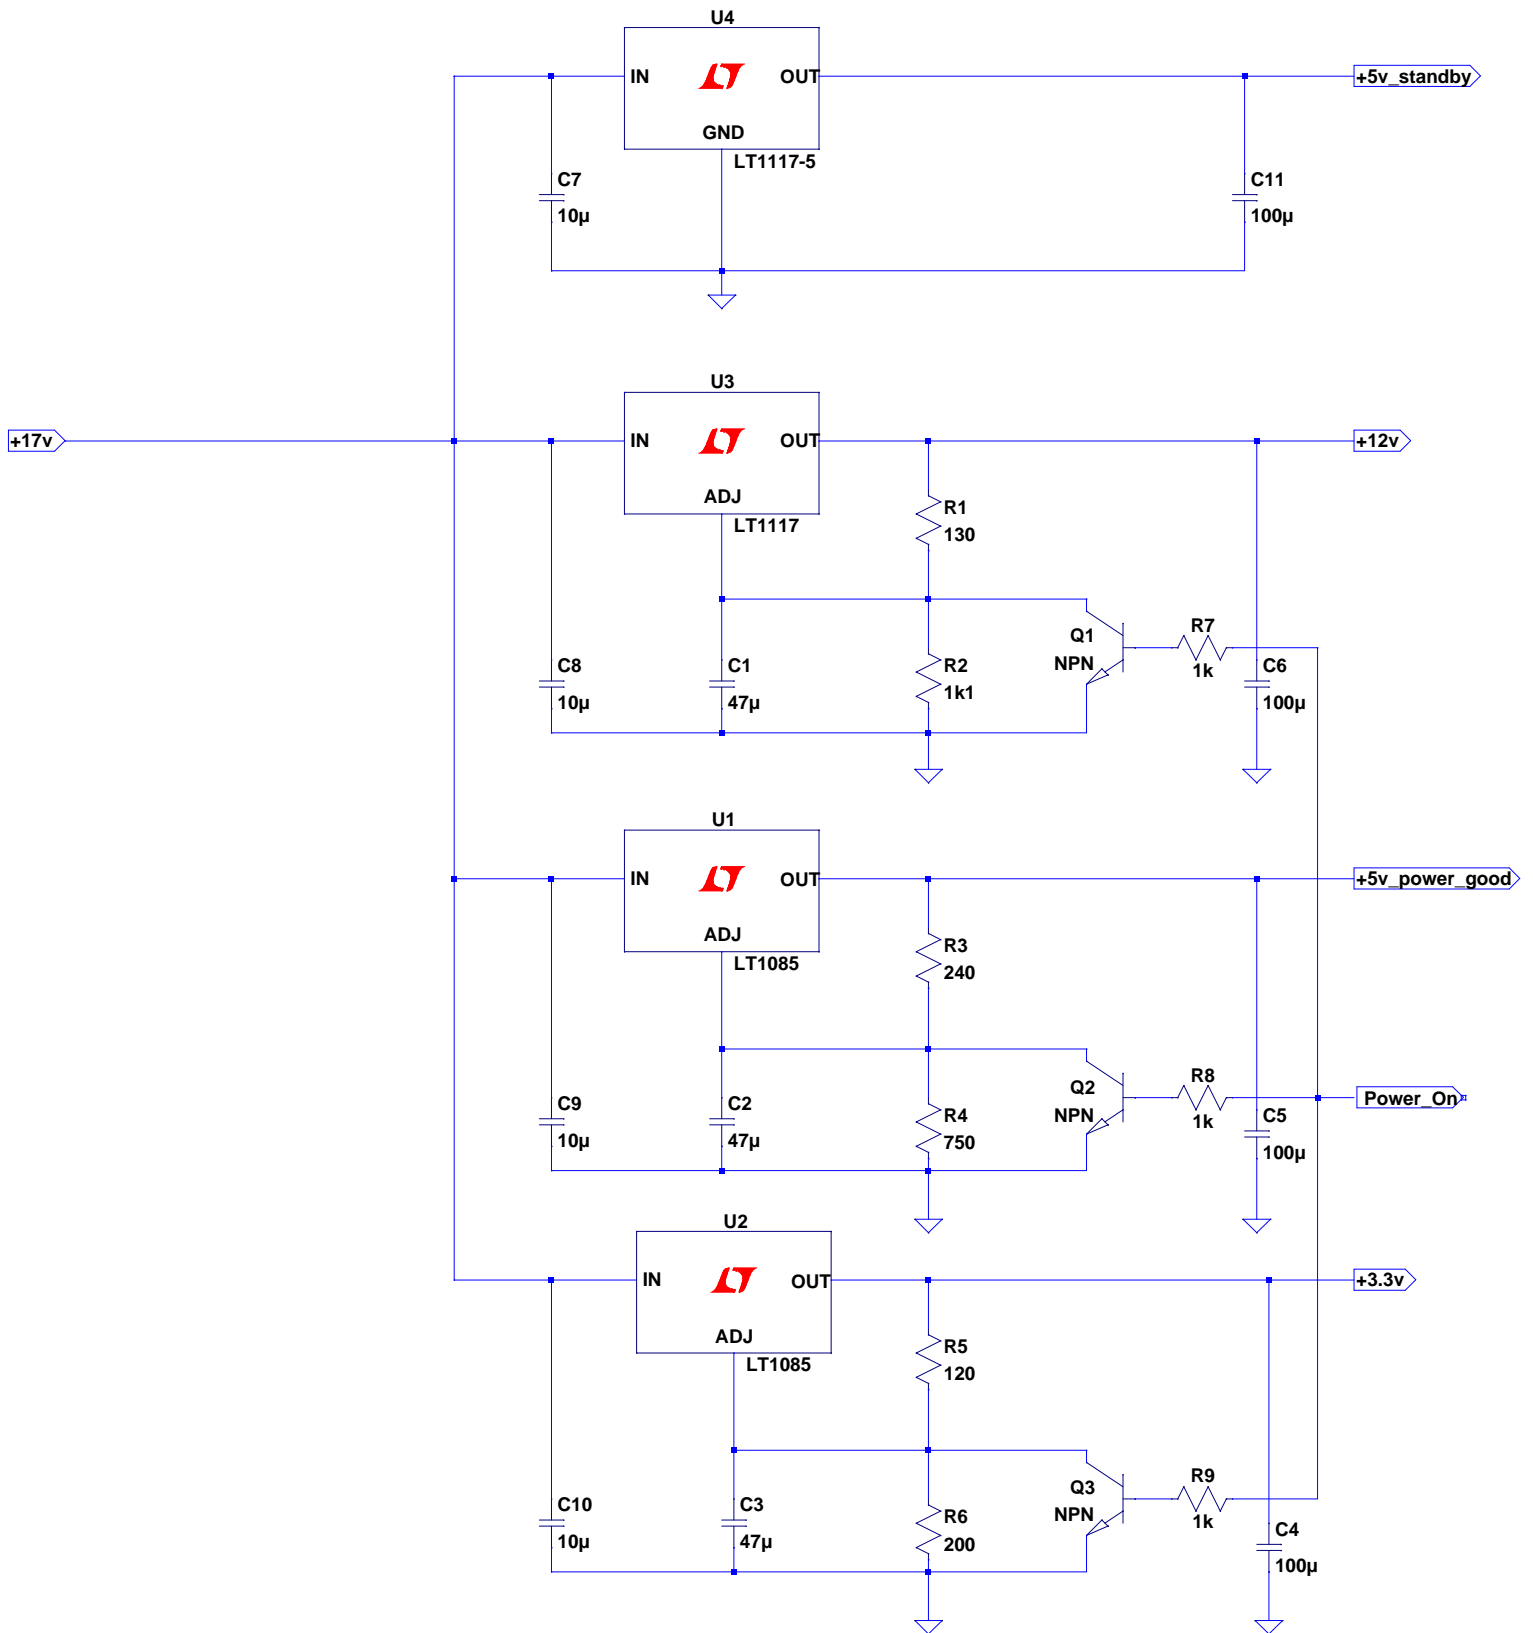 U4
IN
OUT
+5v_standby
GND
LT1117-5
C7
10µ
C11
100µ
U3
+17v
IN
OUT
+12v
ADJ
LT1117
R1
130
Q1
NPN
R7
1k
C8
10µ
C1
47µ
R2
1k1
C6
100µ
U1
IN
OUT
+5v_power_good
ADJ
LT1085
R3
240
Q2
NPN
R8
1k
Power_On
C9
10µ
C2
47µ
R4
750
C5
100µ
U2
IN
OUT
+3.3v
ADJ
LT1085
R5
120
Q3
NPN
R9
1k
C10
10µ
C3
47µ
R6
200
C4
100µ